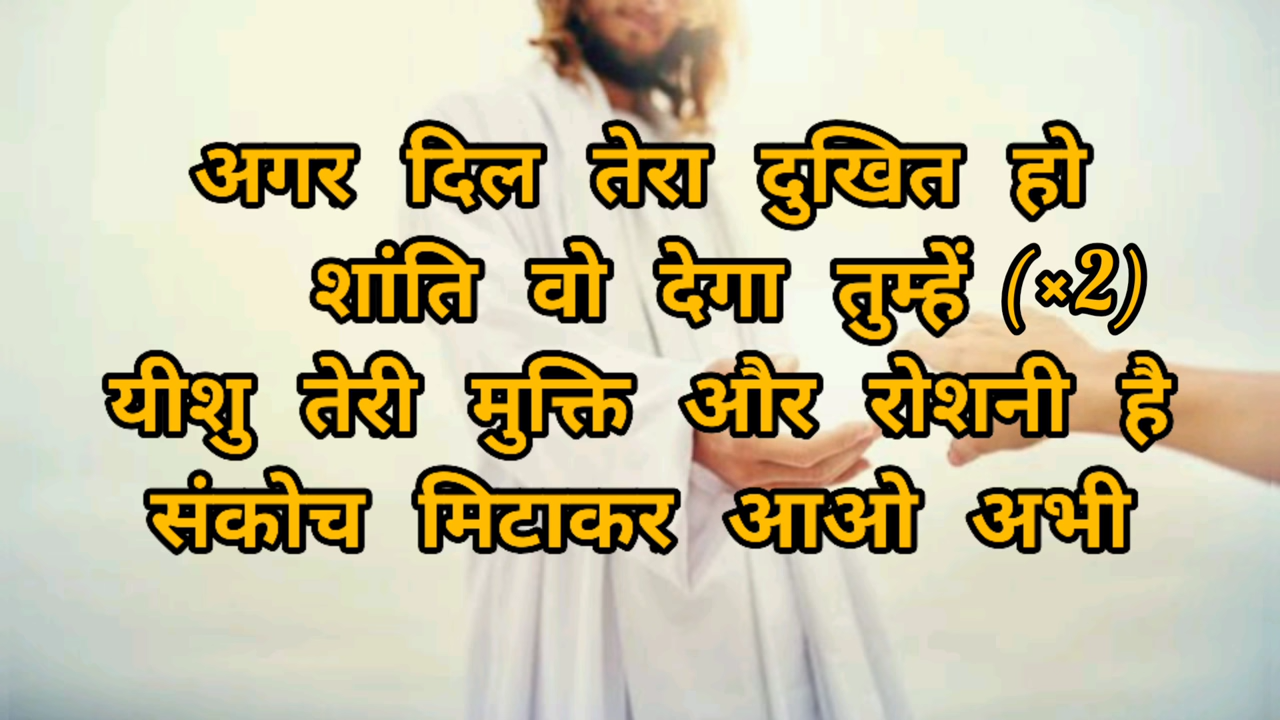 अगर दिल तेरा दुखित हो
शांति वो देगा तुम्हें (×2)
यीशु तेरी मुक्ति और रोशनी है
संकोच मिटाकर आओ अभी